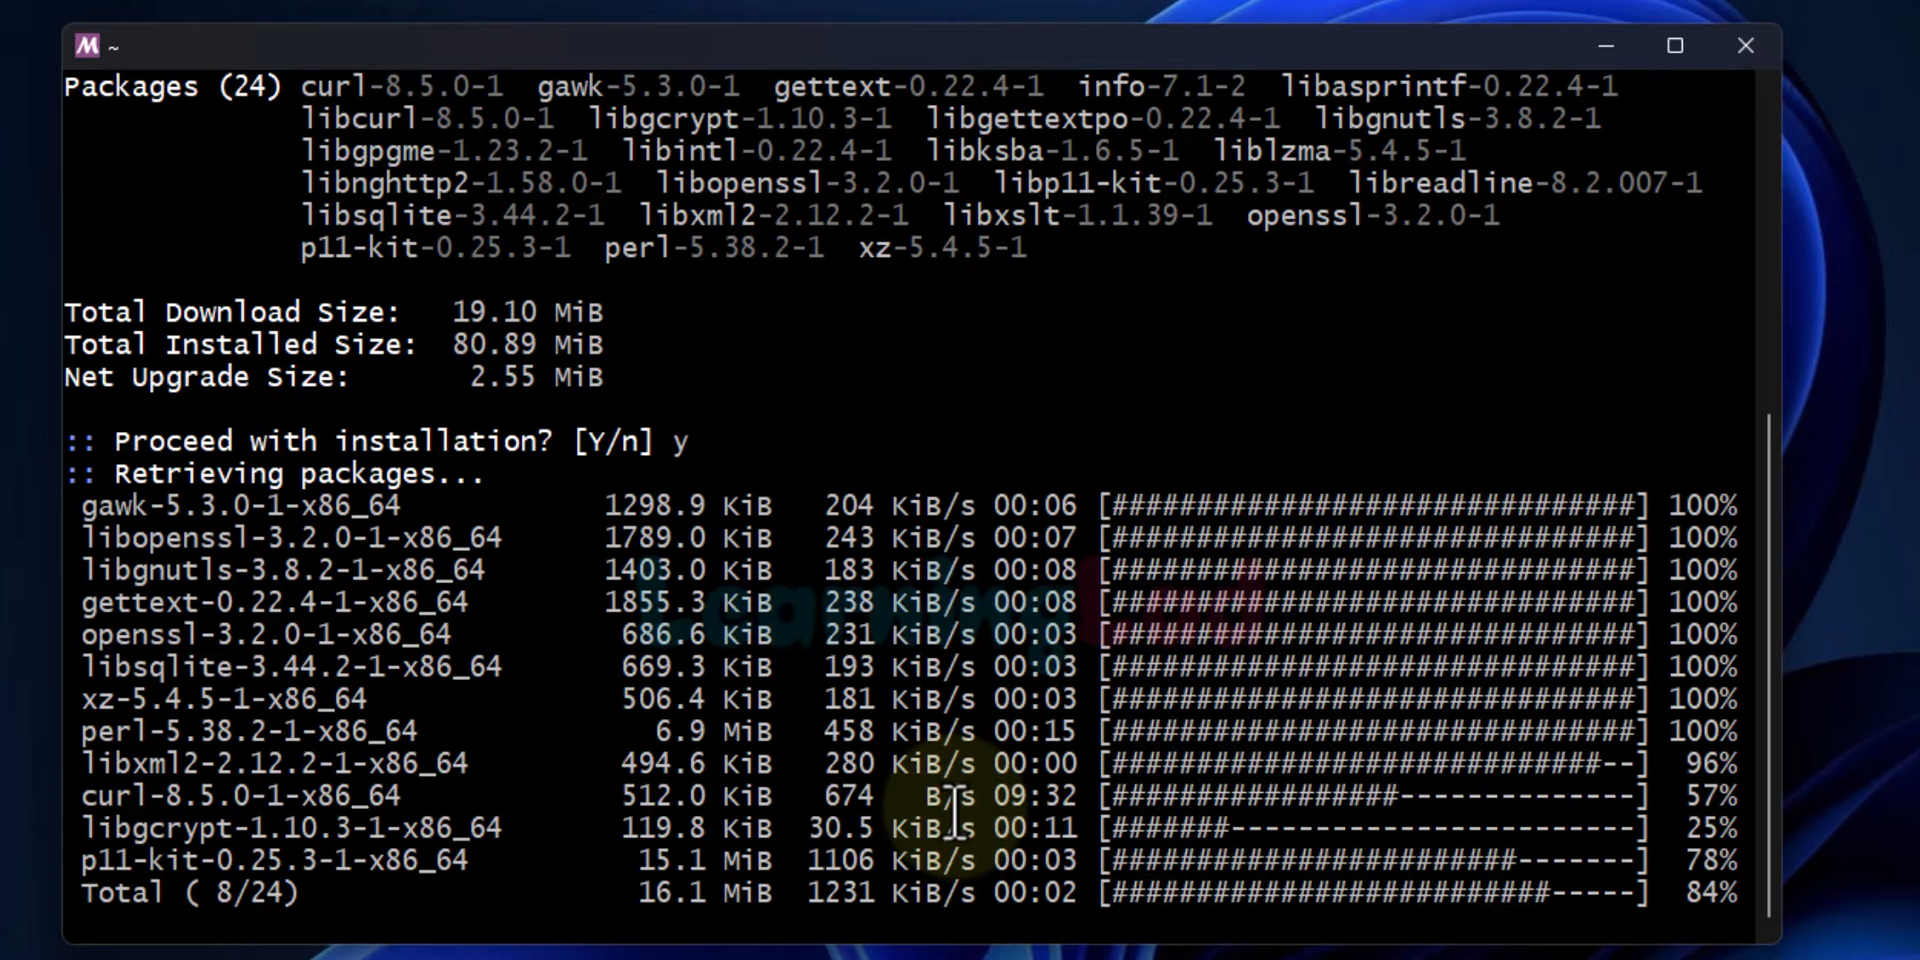 M ~
Packages (24) curl-8.5.0-1  gawk-5.3.0-1  gettext-0.22.4-1  info-7.1-2  libasprintf-0.22.4-1
libcurl-8.5.0-1  libgcrypt-1.10.3-1  libgettextpo-0.22.4-1  libgnutls-3.8.2-1
libgpgme-1.23.2-1  libintl-0.22.4-1  libksba-1.6.5-1  liblzma-5.4.5-1
libnghttp2-1.58.0-1  libopenssl-3.2.0-1  libp11-kit-0.25.3-1  libreadline-8.2.007-1
libsqlite-3.44.2-1  libxml2-2.12.2-1  libxslt-1.1.39-1  openssl-3.2.0-1
p11-kit-0.25.3-1  perl-5.38.2-1  xz-5.4.5-1
Total Download Size:   19.10 MiB
Total Installed Size:  80.89 MiB
Net Upgrade Size:       2.55 MiB
:: Proceed with installation? [Y/n] y
:: Retrieving packages...
gawk-5.3.0-1-x86_64 1298.9 KiB 204 KiB/s 00:06 [###############################] 100%
libopenssl-3.2.0-1-x86_64 1789.0 KiB 243 KiB/s 00:07 [###############################] 100%
libgnutls-3.8.2-1-x86_64 1403.0 KiB 183 KiB/s 00:08 [###############################] 100%
gettext-0.22.4-1-x86_64 1855.3 KiB 238 KiB/s 00:08 [###############################] 100%
openssl-3.2.0-1-x86_64 686.6 KiB 231 KiB/s 00:03 [###############################] 100%
libsqlite-3.44.2-1-x86_64 669.3 KiB 193 KiB/s 00:03 [###############################] 100%
xz-5.4.5-1-x86_64 506.4 KiB 181 KiB/s 00:03 [###############################] 100%
perl-5.38.2-1-x86_64 6.9 MiB 458 KiB/s 00:15 [###############################] 100%
libxml2-2.12.2-1-x86_64 494.6 KiB 280 KiB/s 00:00 [#############################--] 96%
curl-8.5.0-1-x86_64 512.0 KiB 674 B/s 09:32 [#################--------------] 57%
libgcrypt-1.10.3-1-x86_64 119.8 KiB 30.5 KiB/s 00:11 [#######------------------------] 25%
p11-kit-0.25.3-1-x86_64 15.1 MiB 1106 KiB/s 00:03 [########################-------] 78%
Total ( 8/24) 16.1 MiB 1231 KiB/s 00:02 [##########################-----] 84%